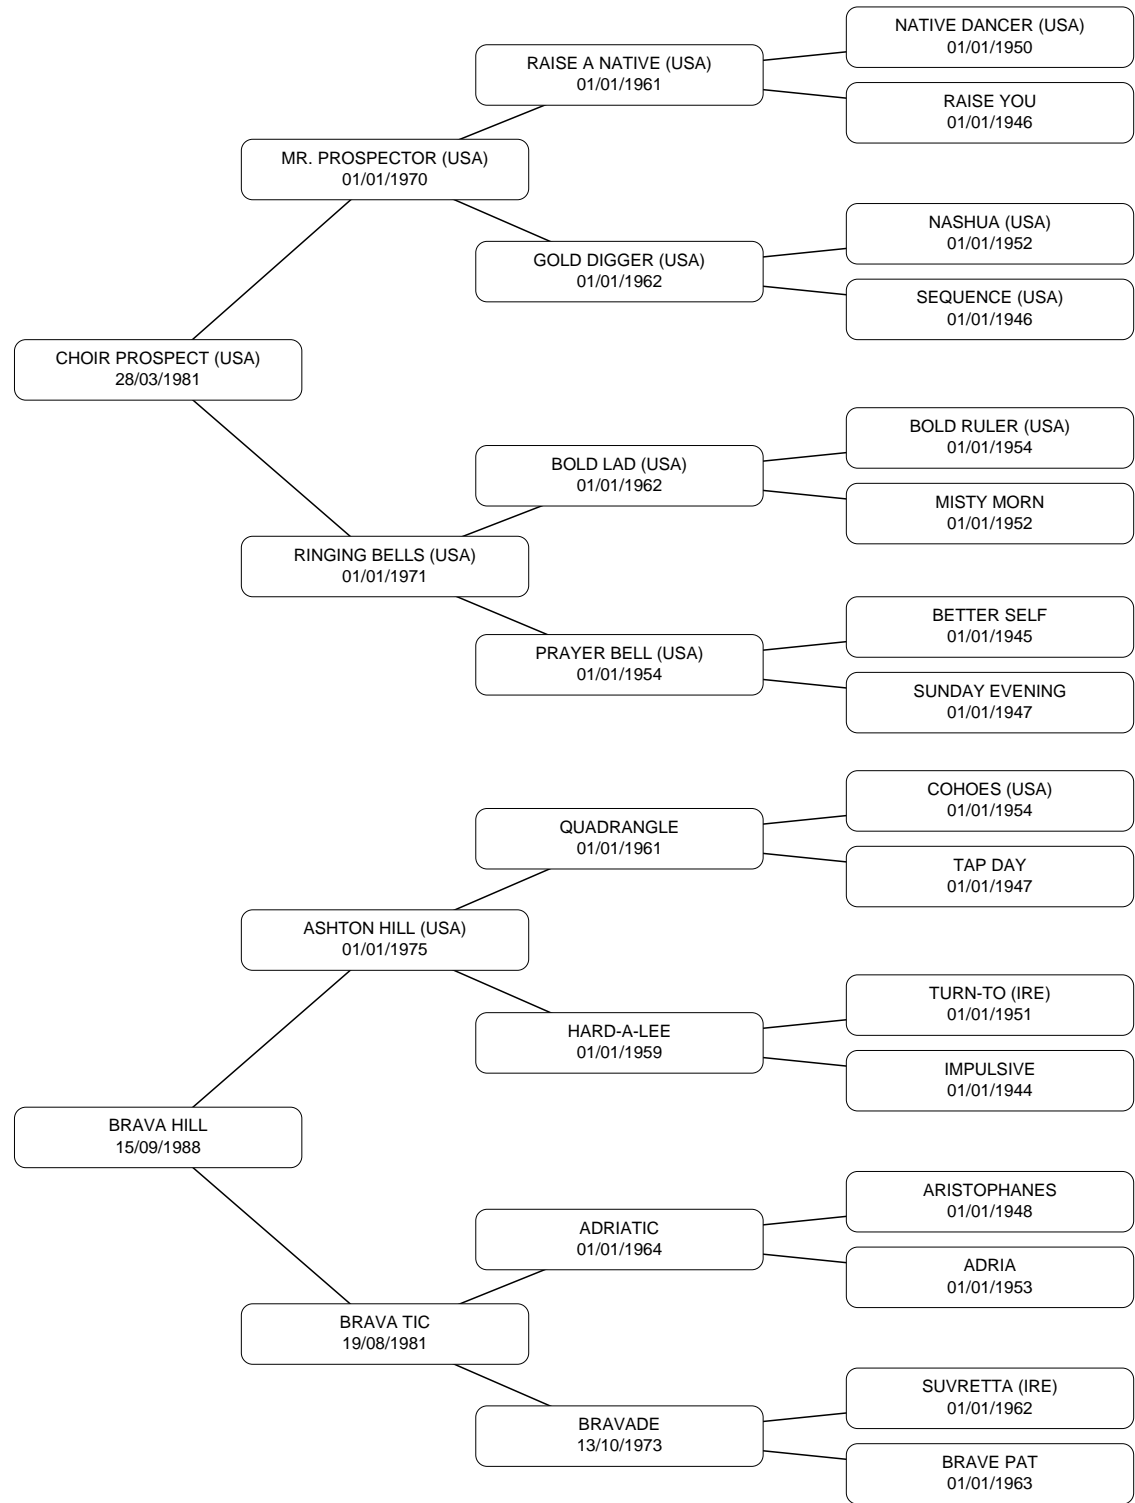 NATIVE DANCER (USA)
01/01/1950
RAISE A NATIVE (USA)
01/01/1961
RAISE YOU
01/01/1946
MR. PROSPECTOR (USA)
01/01/1970
NASHUA (USA)
01/01/1952
GOLD DIGGER (USA)
01/01/1962
SEQUENCE (USA)
01/01/1946
CHOIR PROSPECT (USA)
28/03/1981
BOLD RULER (USA)
01/01/1954
BOLD LAD (USA)
01/01/1962
MISTY MORN
01/01/1952
RINGING BELLS (USA)
01/01/1971
BETTER SELF
01/01/1945
PRAYER BELL (USA)
01/01/1954
SUNDAY EVENING
01/01/1947
COHOES (USA)
01/01/1954
QUADRANGLE
01/01/1961
TAP DAY
01/01/1947
ASHTON HILL (USA)
01/01/1975
TURN-TO (IRE)
01/01/1951
HARD-A-LEE
01/01/1959
IMPULSIVE
01/01/1944
BRAVA HILL
15/09/1988
ARISTOPHANES
01/01/1948
ADRIATIC
01/01/1964
ADRIA
01/01/1953
BRAVA TIC
19/08/1981
SUVRETTA (IRE)
01/01/1962
BRAVADE
13/10/1973
BRAVE PAT
01/01/1963